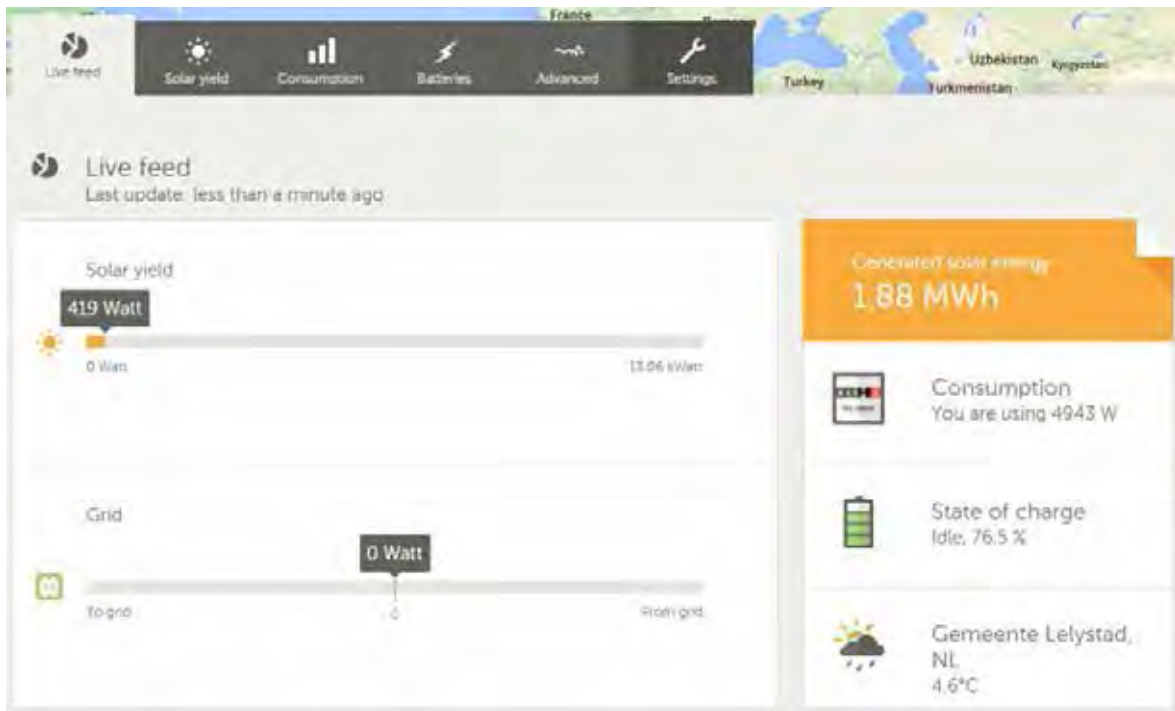 France
Uzbekistan
Kyrgyzstan
Turkey
Turkmenistan
Live feed
Solar yield
Consumption
Batteries
Advanced
Settings
Live feed
Last update: less than a minute ago
Solar yield
419 Watt
0 Watt
13.06 kWatt
Grid
0 Watt
To grid
0
From grid
Generated solar energy
1.88 MWh
Consumption
You are using 4943 W
State of charge
Idle, 76.5 %
Gemeente Lelystad,
NL
4.6°C